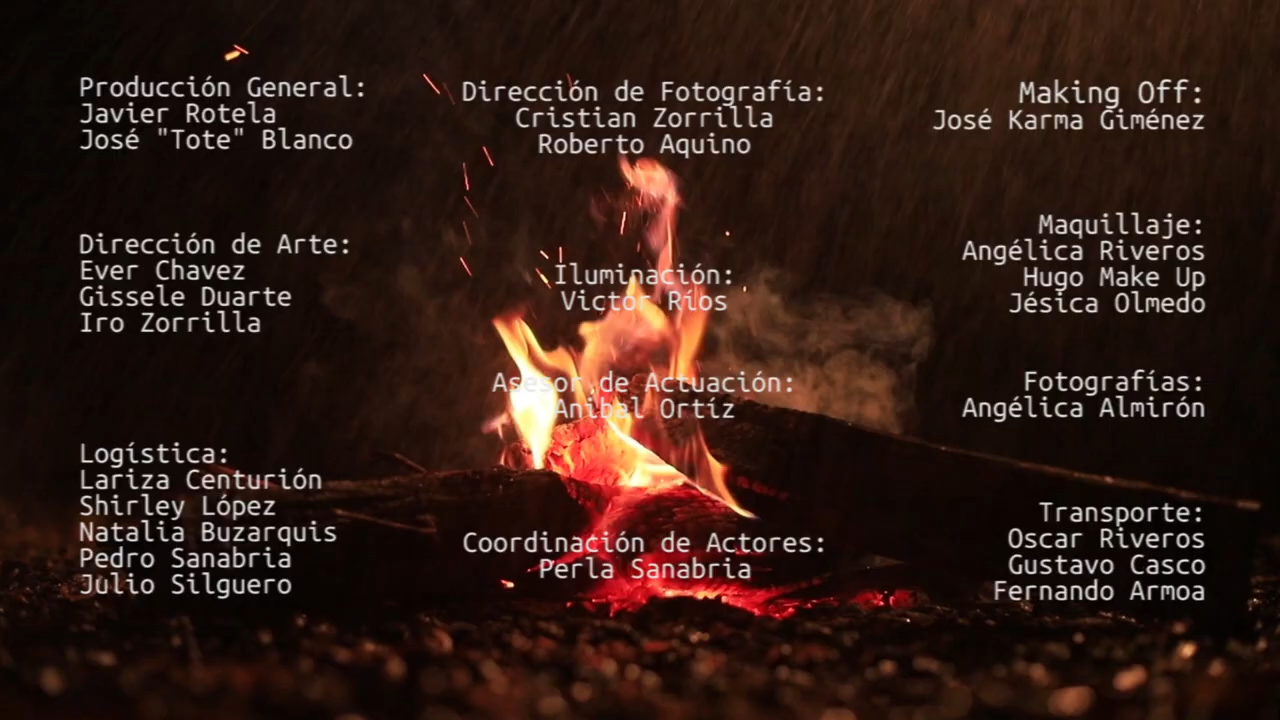 Producción General:
Javier Rotela
José "Tote" Blanco
Dirección de Arte:
Ever Chavez
Gissele Duarte
Iro Zorrilla
Logística:
Lariza Centurión
Shirley López
Natalia Buzarquis
Pedro Sanabria
Julio Silguero
Dirección de Fotografía:
Cristian Zorrilla
Roberto Aquino
Iluminación:
Victor Ríos
Asesor de Actuación:
Anibal Ortíz
Coordinación de Actores:
Perla Sanabria
Making Off:
José Karma Giménez
Maquillaje:
Angélica Riveros
Hugo Make Up
Jésica Olmedo
Fotografías:
Angélica Almirón
Transporte:
Oscar Riveros
Gustavo Casco
Fernando Armoa